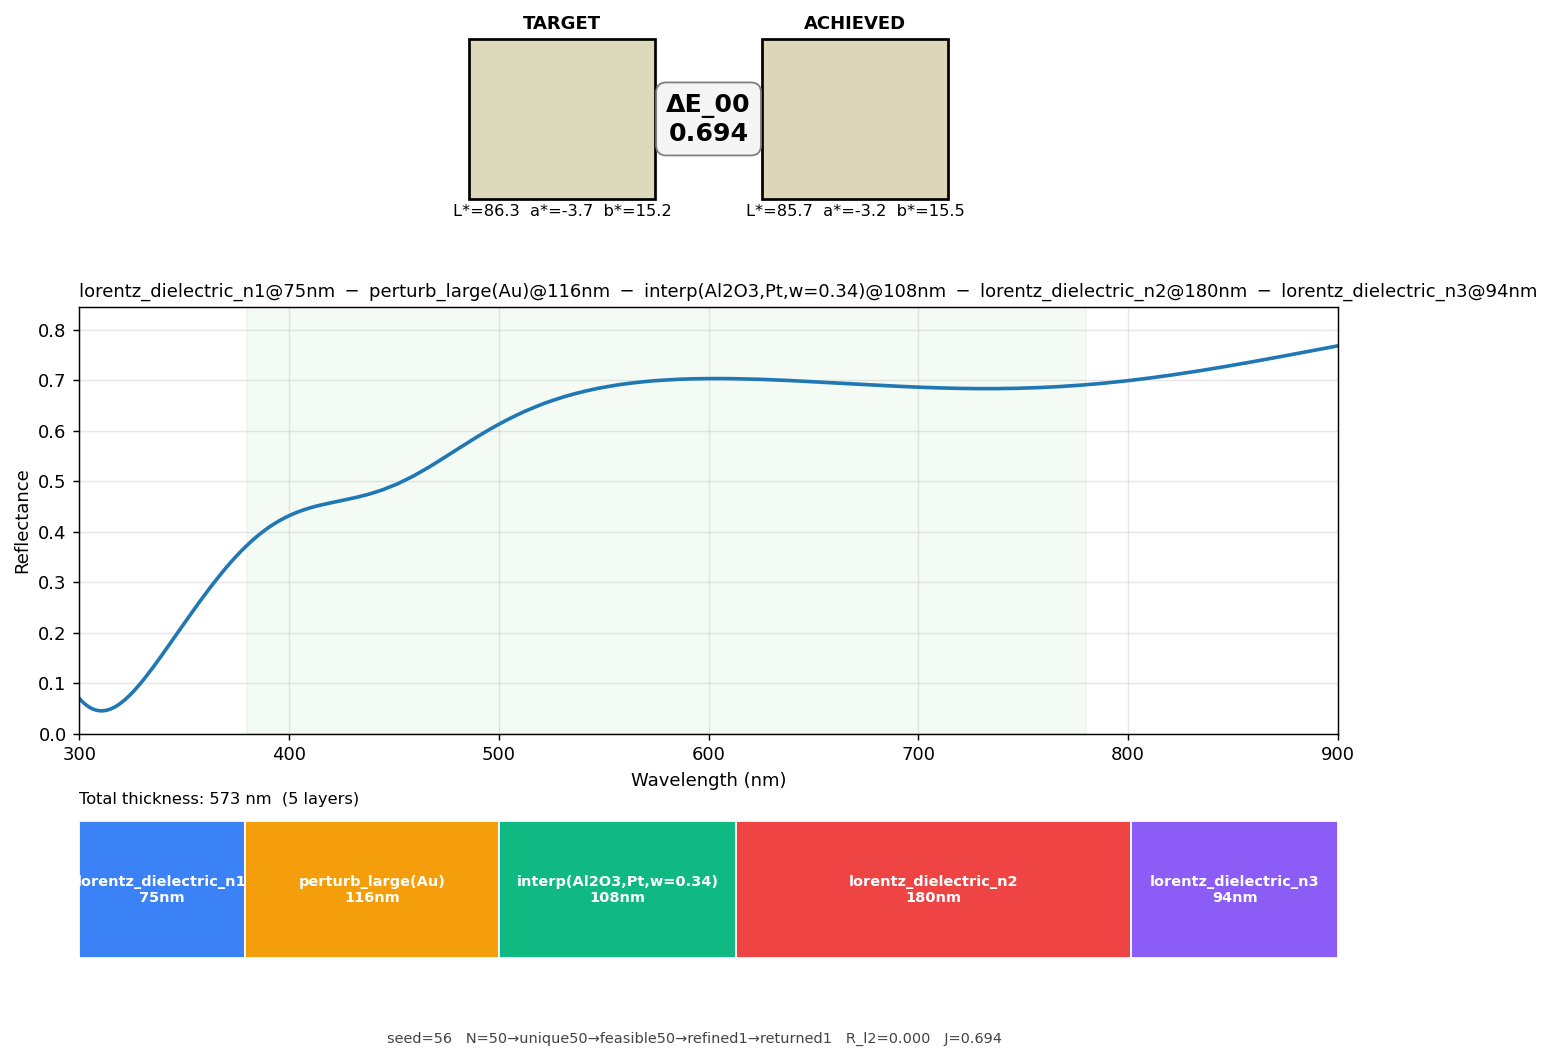 TARGET
ACHIEVED
ΔE_00
0.694
L*=86.3  a*=-3.7  b*=15.2
L*=85.7  a*=-3.2  b*=15.5
lorentz_dielectric_n1@75nm − perturb_large(Au)@116nm − interp(Al2O3,Pt,w=0.34)@108nm − lorentz_dielectric_n2@180nm − lorentz_dielectric_n3@94nm
0.8
0.7
0.6
0.5
0.4
0.3
0.2
0.1
0.0
Reflectance
300 400 500 600 700 800 900
Wavelength (nm)
Total thickness: 573 nm  (5 layers)
lorentz_dielectric_n1
75nm
perturb_large(Au)
116nm
interp(Al2O3,Pt,w=0.34)
108nm
lorentz_dielectric_n2
180nm
lorentz_dielectric_n3
94nm
seed=56   N=50→unique50→feasible50→refined1→returned1   R_l2=0.000   J=0.694